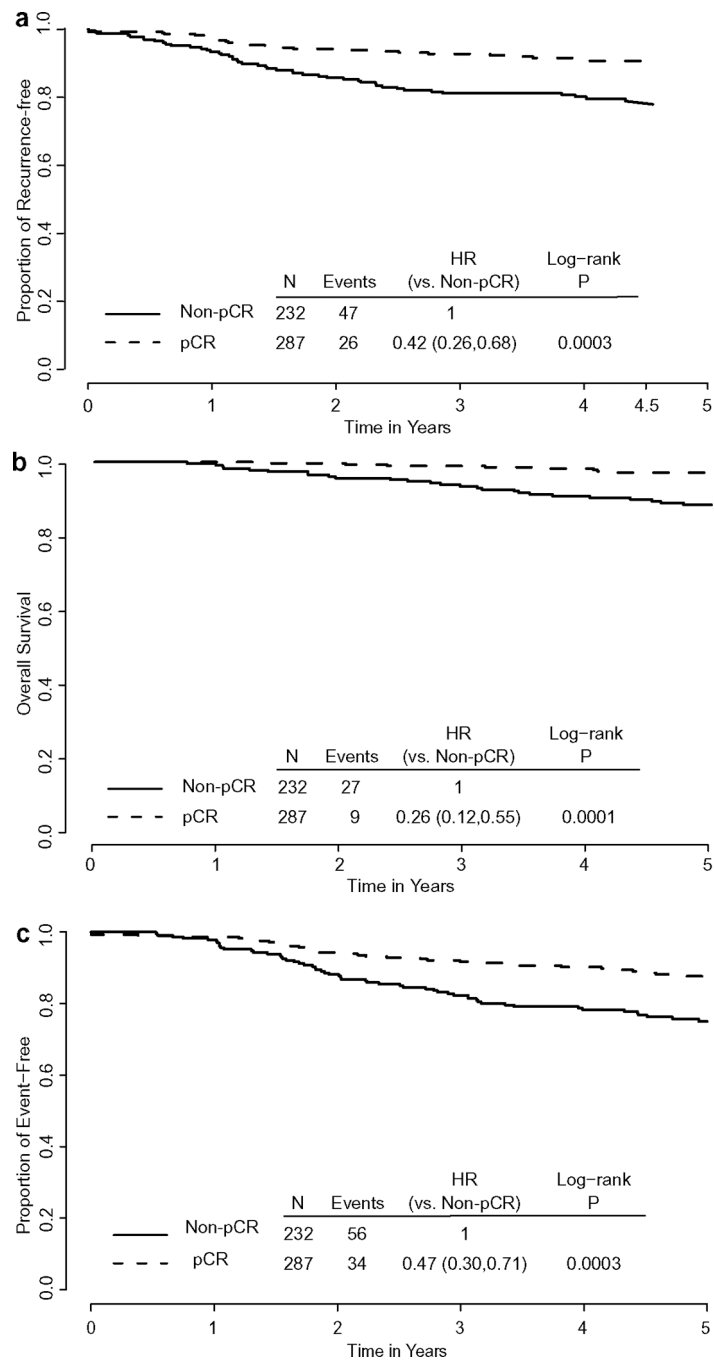 a
Proportion of Recurrence-free
1.0
0.8
0.6
0.4
0.2
0.0
HR Log-rank
N Events (vs. Non-pCR) P
Non-pCR 232 47 1
pCR 287 26 0.42 (0.26,0.68) 0.0003
0 1 2 3 4 4.5 5
Time in Years
b
Overall Survival
1.0
0.8
0.6
0.4
0.2
0.0
HR Log-rank
N Events (vs. Non-pCR) P
Non-pCR 232 27 1
pCR 287 9 0.26 (0.12,0.55) 0.0001
0 1 2 3 4 5
Time in Years
c
Proportion of Event-Free
1.0
0.8
0.6
0.4
0.2
0.0
HR Log-rank
N Events (vs. Non-pCR) P
Non-pCR 232 56 1
pCR 287 34 0.47 (0.30,0.71) 0.0003
0 1 2 3 4 5
Time in Years